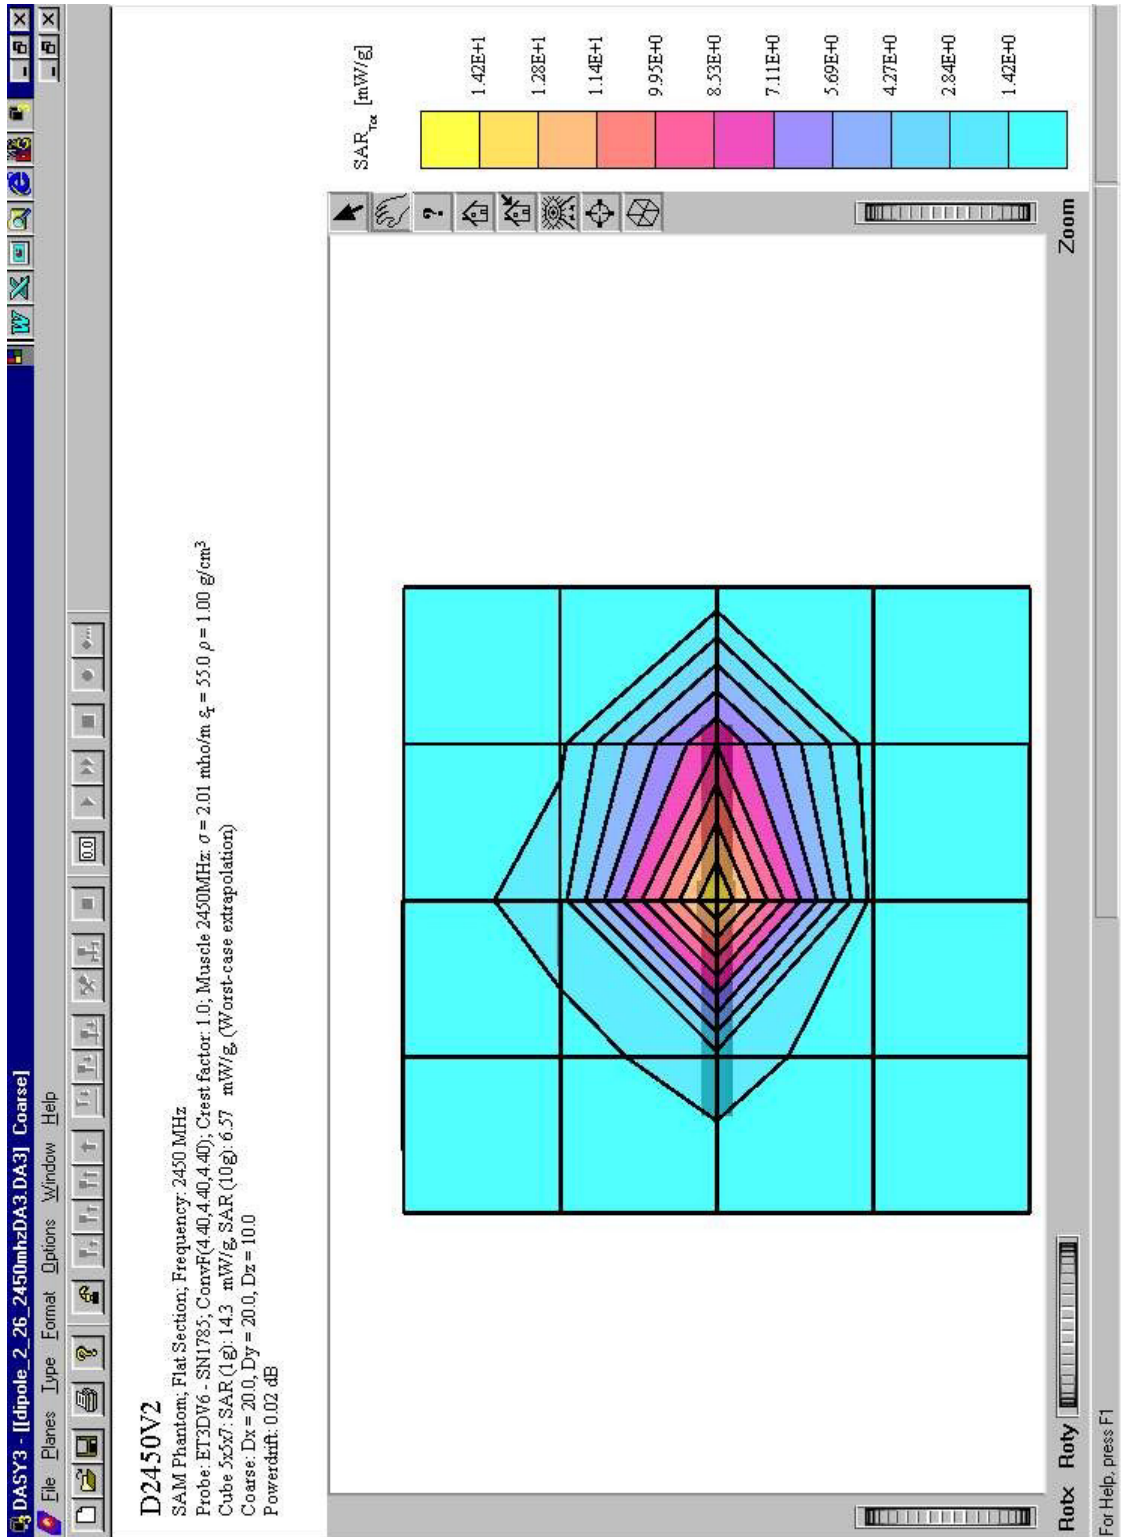 DASY3 - [[dipole_2_26_2450mhzDA3.DA3] Coarse]
File Planes Type Format Options Window Help
D2450V2
SAM Phantom; Flat Section; Frequency: 2450 MHz
Probe: ET3DV6 - SN1785; ConvF(4.40,4.40,4.40); Crest factor: 1.0; Muscle 2450MHz: σ = 2.01 mho/m εr = 55.0 ρ = 1.00 g/cm³
Cube 5x5x7: SAR (1g): 14.3 mW/g, SAR (10g): 6.57 mW/g, (Worst-case extrapolation)
Coarse: Dx = 20.0, Dy = 20.0, Dz = 10.0
Powerdrift: 0.02 dB
SAR Tot [mW/g]
1.42E+1
1.28E+1
1.14E+1
9.95E+0
8.53E+0
7.11E+0
5.69E+0
4.27E+0
2.84E+0
1.42E+0
Rotx Roty Zoom
For Help, press F1